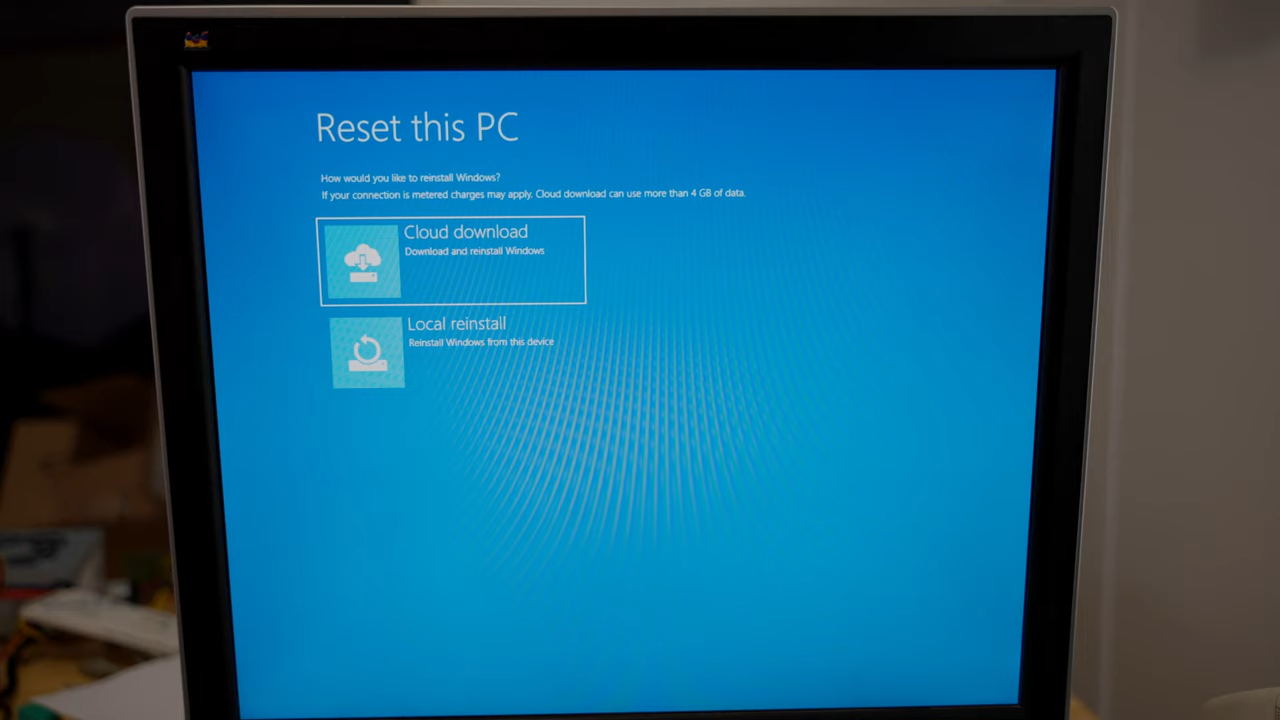 Reset this PC
How would you like to reinstall Windows?
If your connection is metered charges may apply. Cloud download can use more than 4 GB of data.
Cloud download
Download and reinstall Windows
Local reinstall
Reinstall Windows from this device